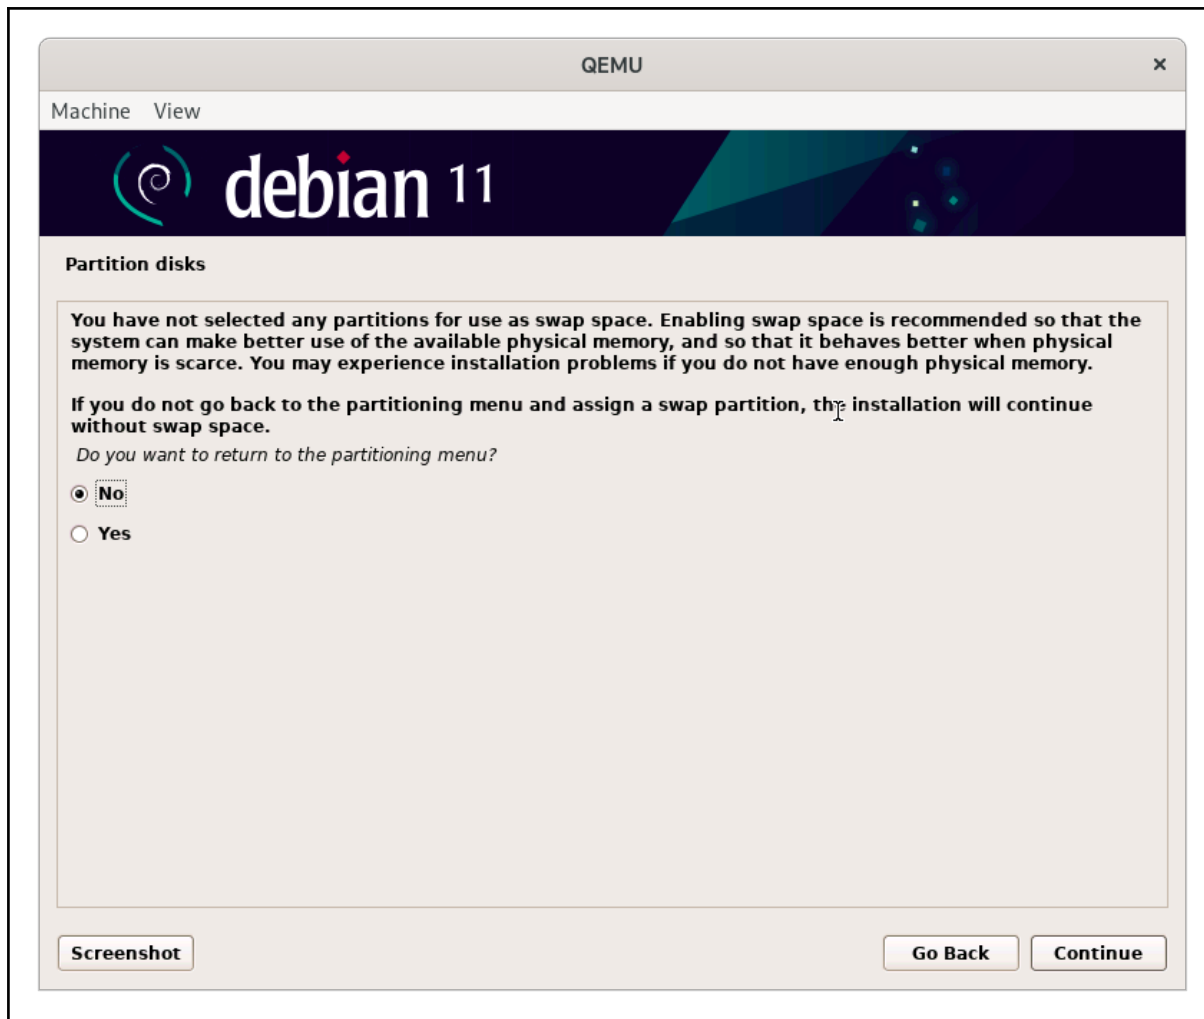 QEMU
×
Machine View
debian 11
Partition disks
You have not selected any partitions for use as swap space. Enabling swap space is recommended so that the
system can make better use of the available physical memory, and so that it behaves better when physical
memory is scarce. You may experience installation problems if you do not have enough physical memory.
If you do not go back to the partitioning menu and assign a swap partition, the installation will continue
without swap space.
Do you want to return to the partitioning menu?
No
Yes
Screenshot Go Back Continue